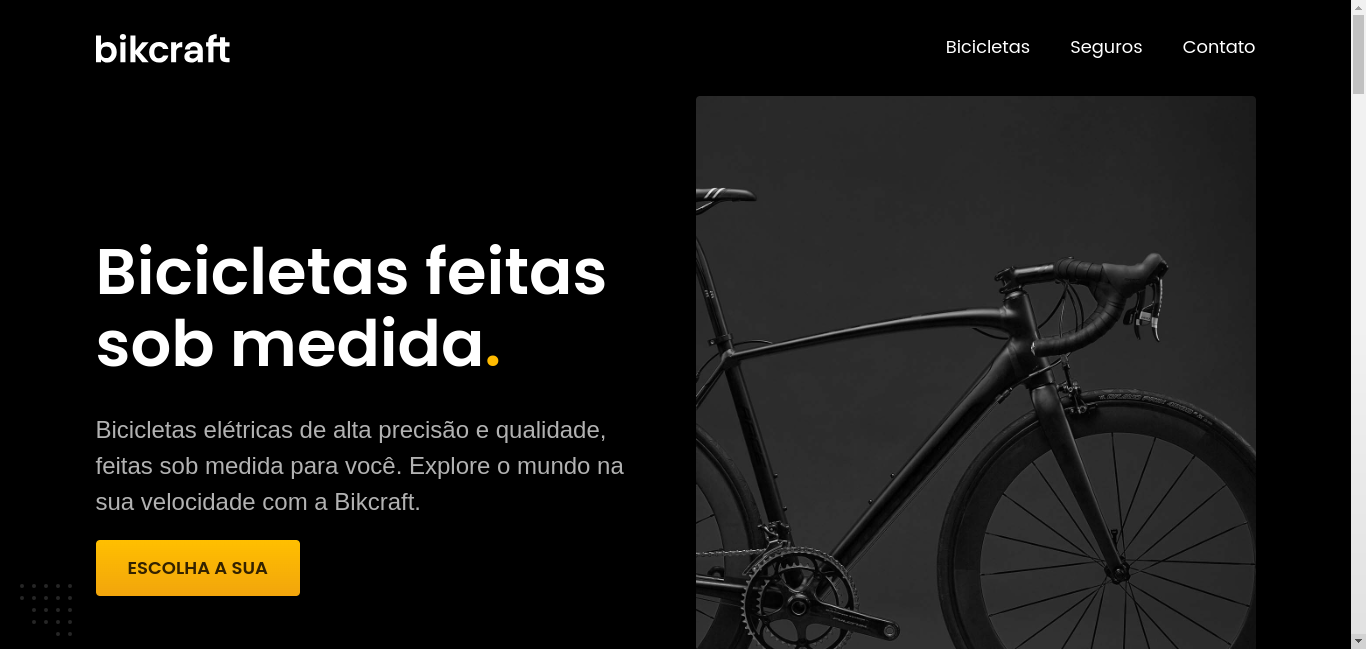 bikcraft
Bicicletas Seguros Contato
Bicicletas feitas
sob medida.
Bicicletas elétricas de alta precisão e qualidade,
feitas sob medida para você. Explore o mundo na
sua velocidade com a Bikcraft.
ESCOLHA A SUA